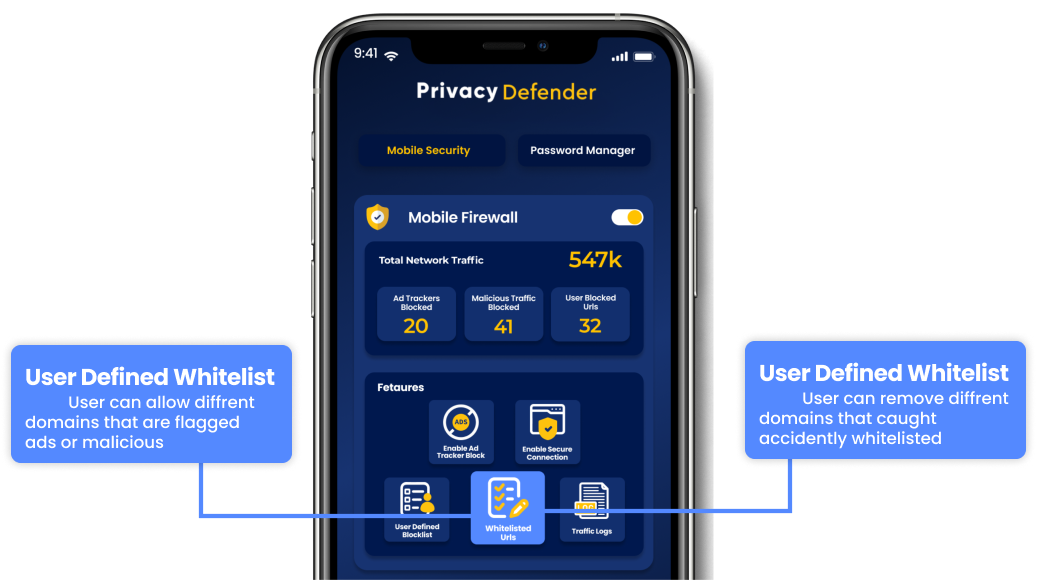 9:41
Privacy Defender
Mobile Security
Password Manager
Mobile Firewall
Total Network Traffic
547k
Ad Trackers
Blocked
20
Malicious Traffic
Blocked
41
User Blocked
Urls
32
User Defined Whitelist
User can allow diffrent
domains that are flagged
ads or malicious
User Defined Whitelist
User can remove diffrent
domains that caught
accidently whitelisted
Fetaures
ADS
Enable Ad
Tracker Block
Enable Secure
Connection
User Defined
Blocklist
Whitelisted
Urls
LOG
Traffic Logs